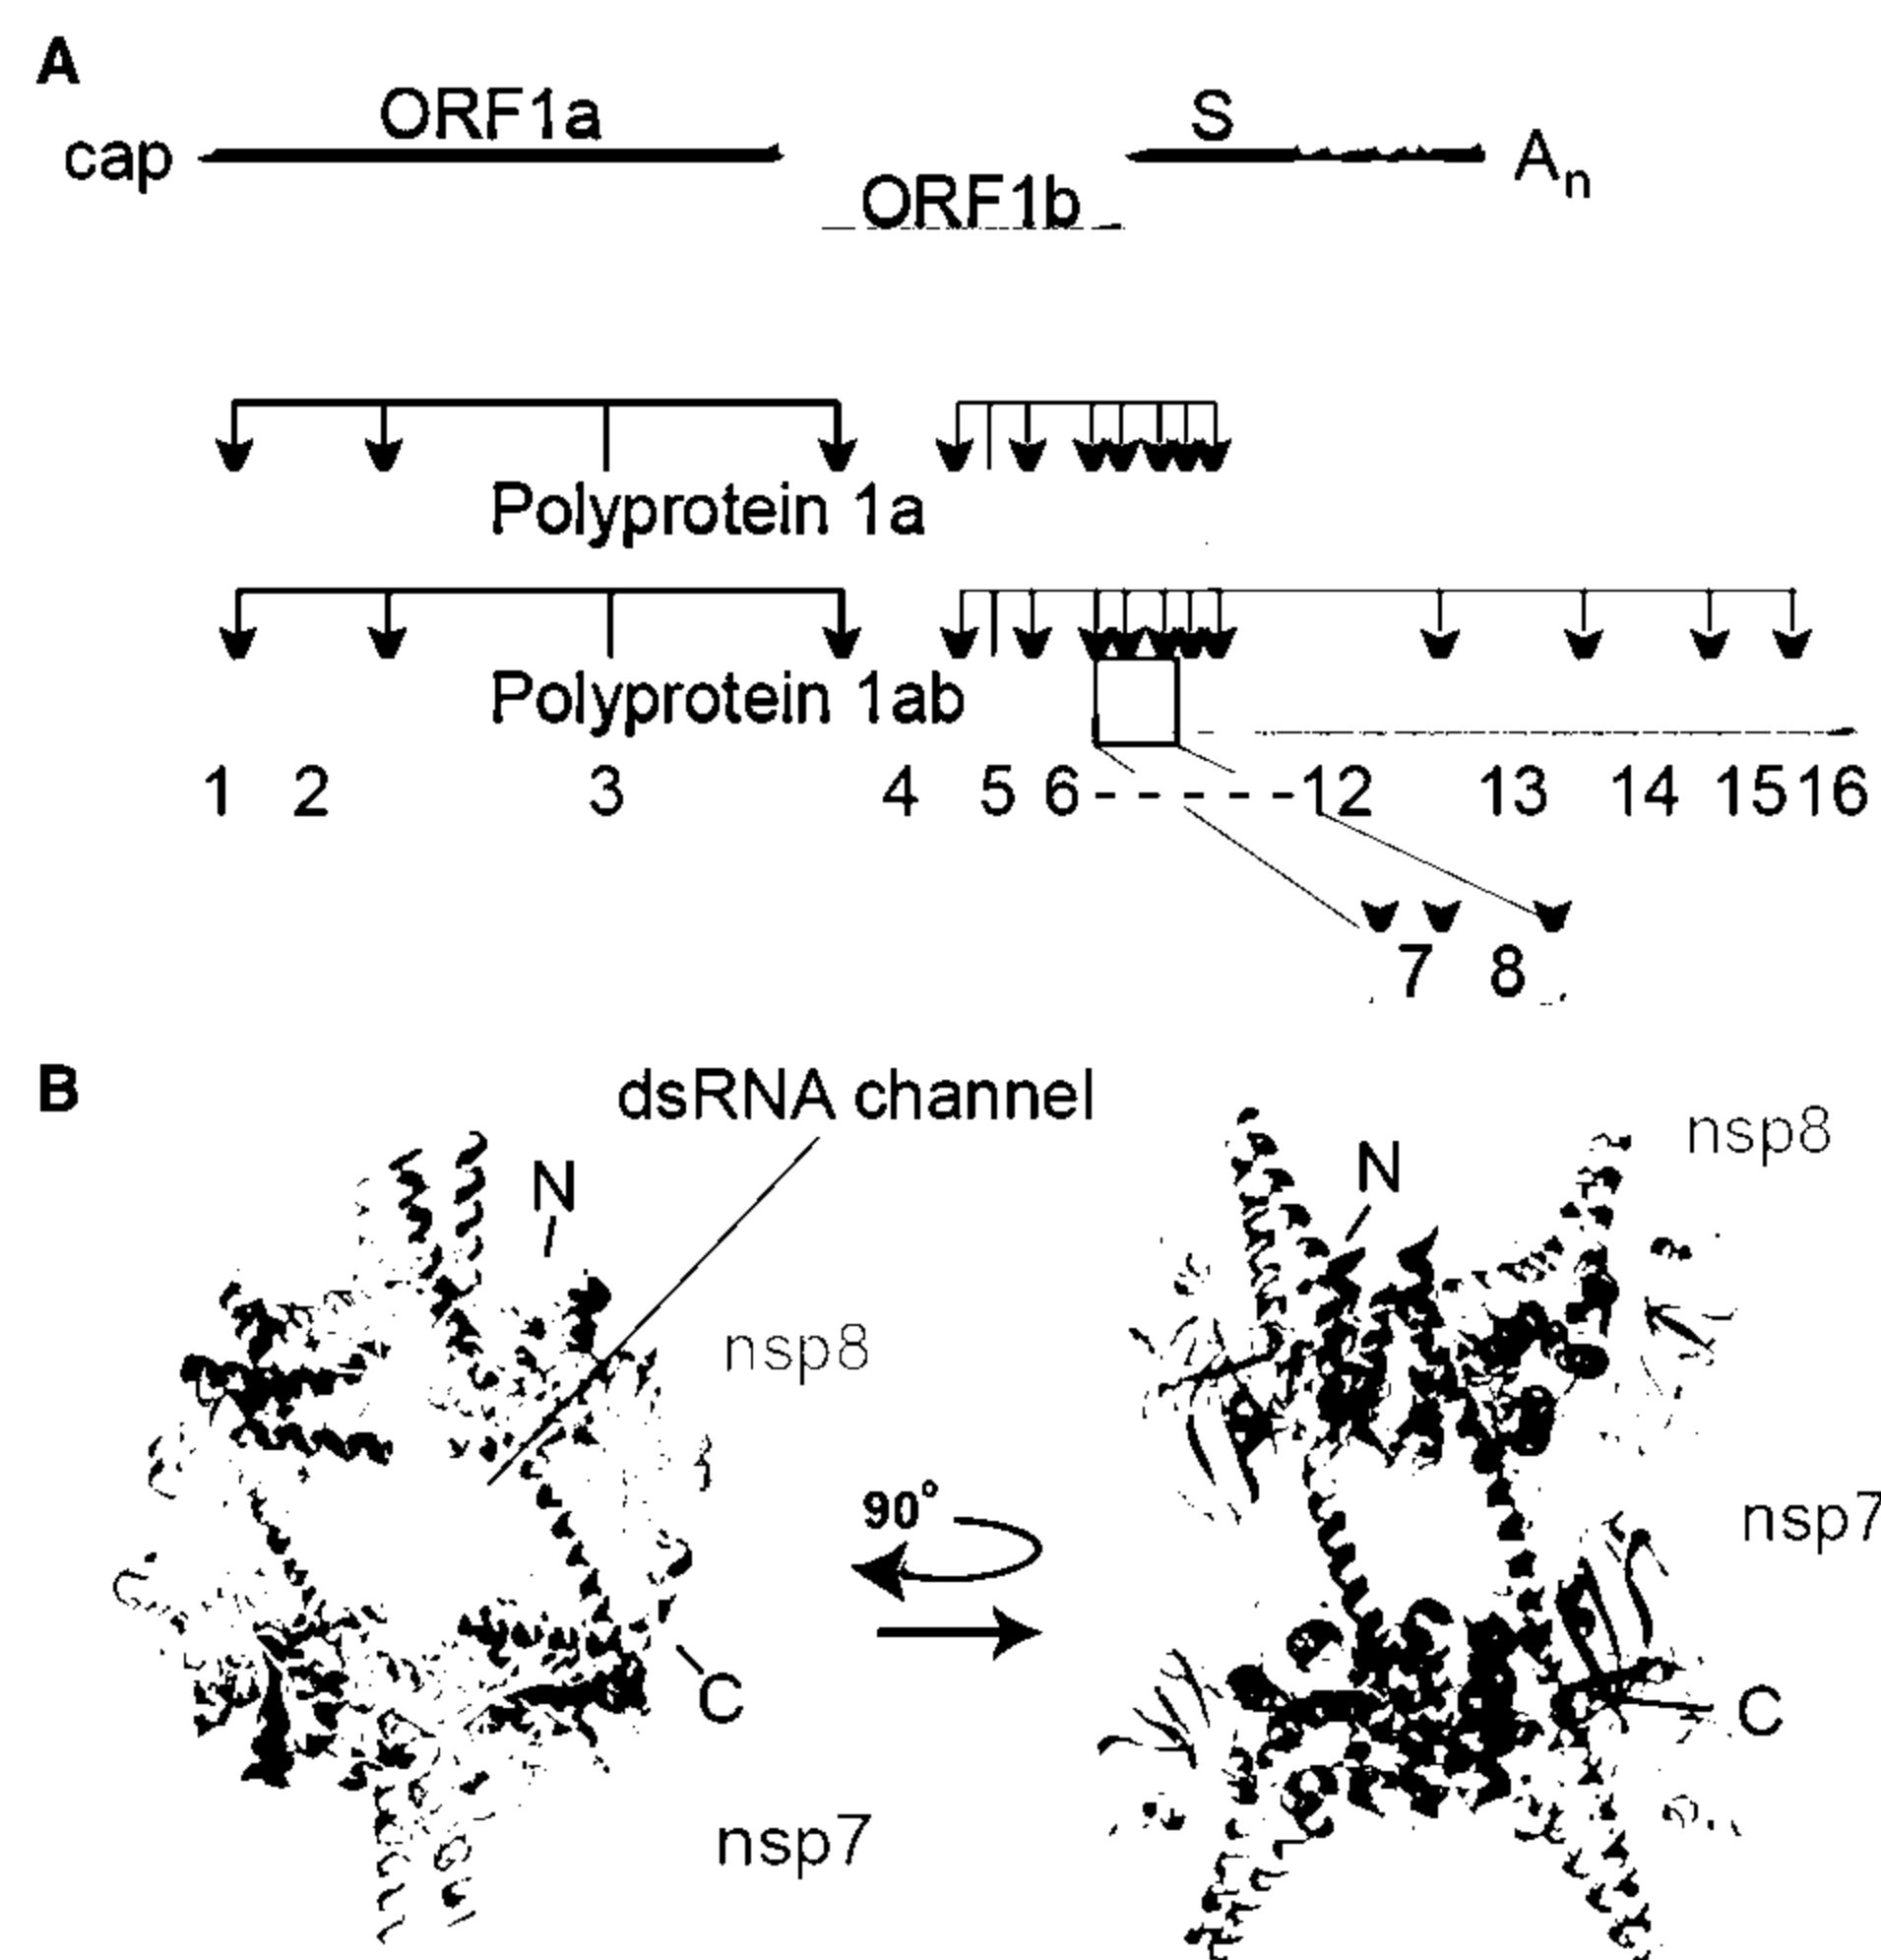 A
ORF1a
S
cap
An
ORF1b
Polyprotein 1a
Polyprotein 1ab
1 2 3 4 5 6 - - - - - 12 13 14 15 16
7 8
B
dsRNA channel
nsp8
N
N
nsp8
90°
nsp7
C
C
nsp7